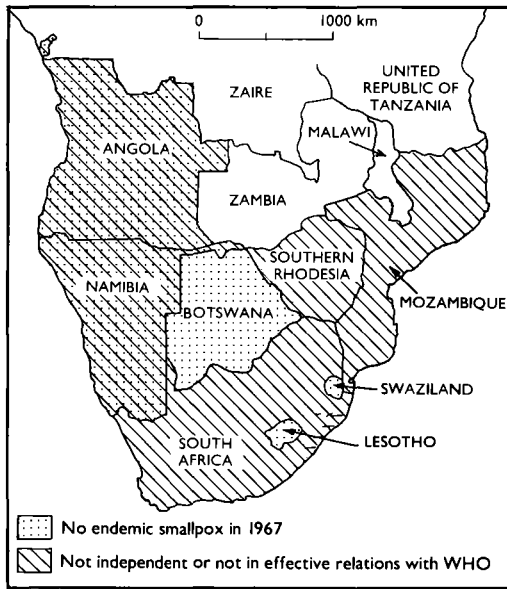 0 1000 km
UNITED
REPUBLIC OF
TANZANIA
ZAIRE
MALAWI
ANGOLA
ZAMBIA
SOUTHERN
RHODESIA
NAMIBIA
MOZAMBIQUE
BOTSWANA
SWAZILAND
LESOTHO
SOUTH
AFRICA
No endemic smallpox in 1967
Not independent or not in effective relations with WHO